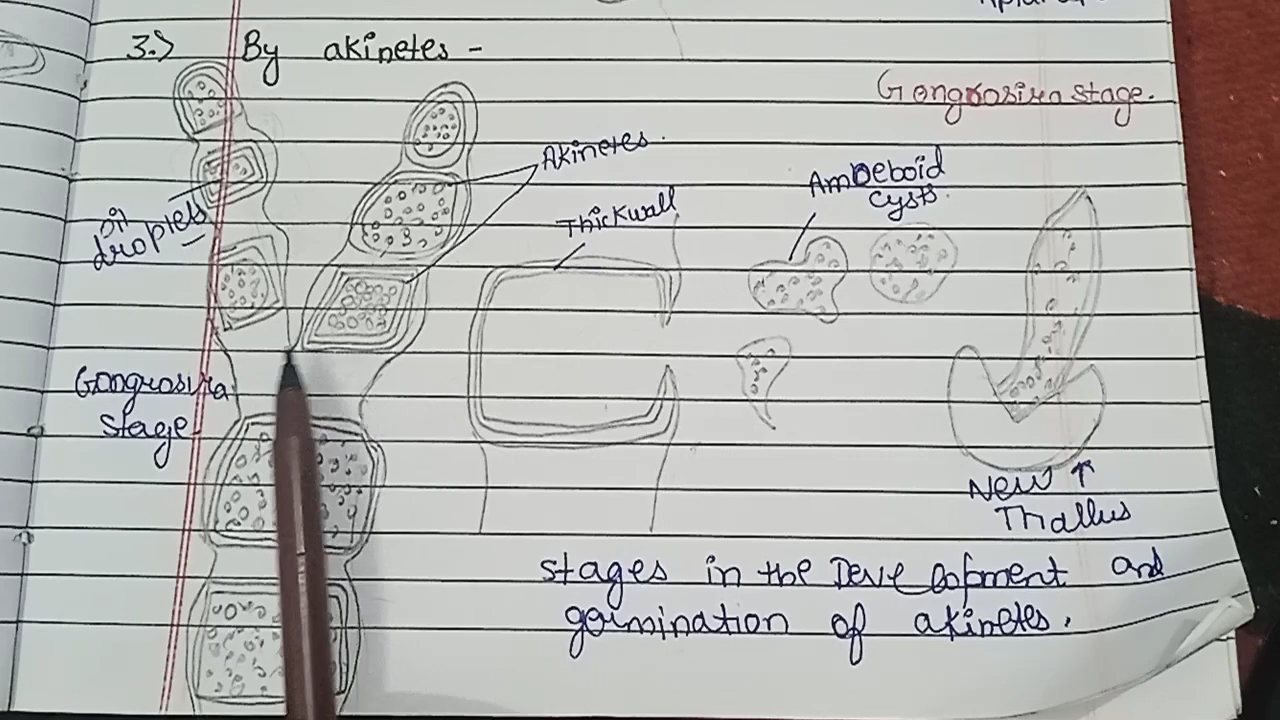 3.) By akinetes -
Gongrosira stage.
Akinetes.
Amoeboid
Cysts.
Thickwall
oil
droplets
Gongrosira
stage
New ↑
Thallus
stages in the Development and
germination of akinetes.